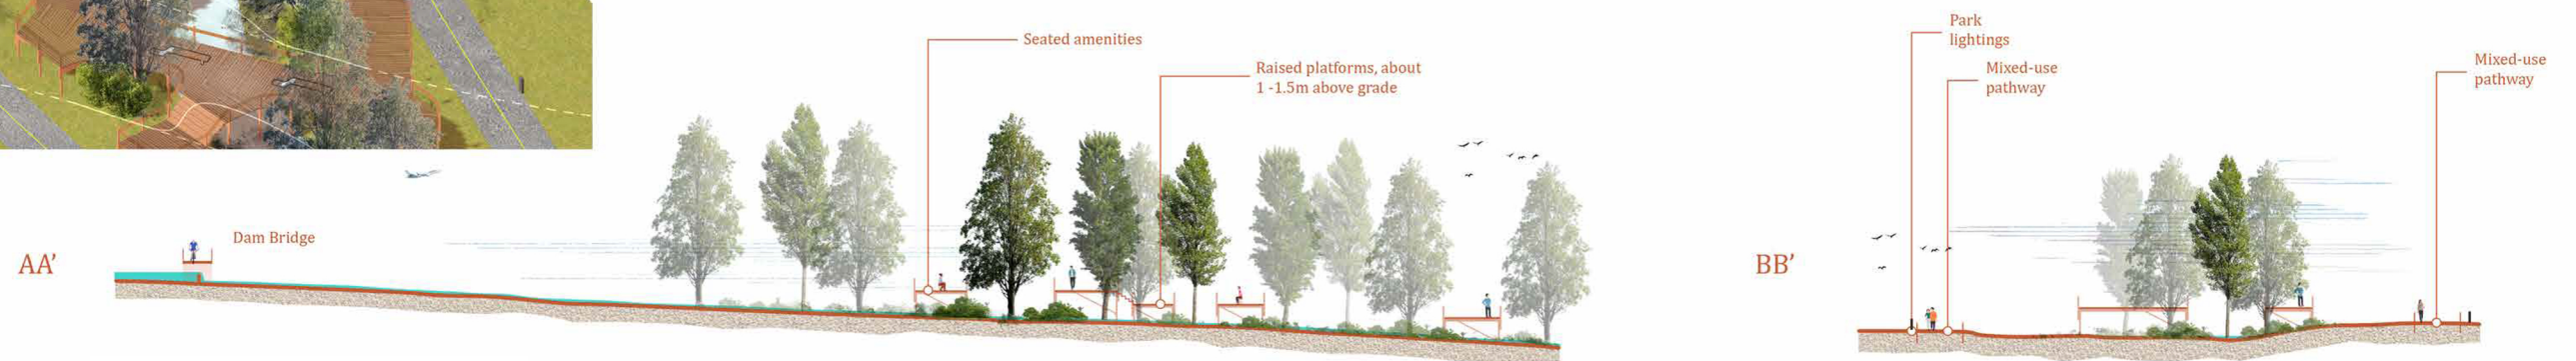 Seated amenities
Raised platforms, about
1 -1.5m above grade
Dam Bridge
AA’
Park
lightings
Mixed-use
pathway
Mixed-use
pathway
BB’